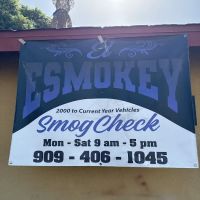 El
ESMOKEY
2000 to Current Year Vehicles
Smog Check
Mon - Sat 9 am - 5 pm
909 - 406 - 1045